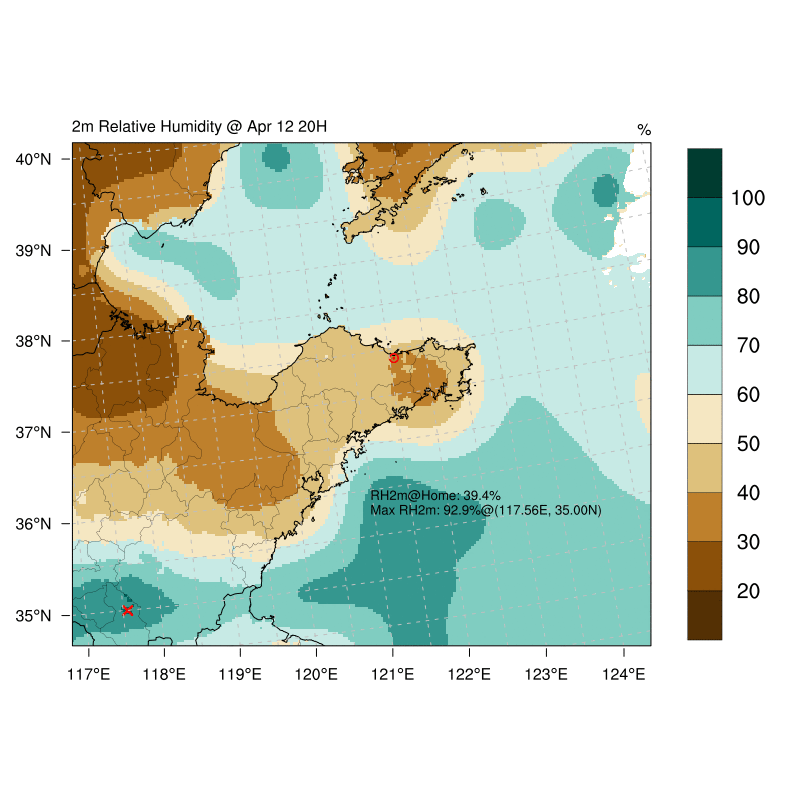 2m Relative Humidity @ Apr 12 20H
%
40°N
39°N
38°N
37°N
36°N
35°N
117°E
118°E
119°E
120°E
121°E
122°E
123°E
124°E
RH2m@Home: 39.4%
Max RH2m: 92.9%@(117.56E, 35.00N)
100
90
80
70
60
50
40
30
20